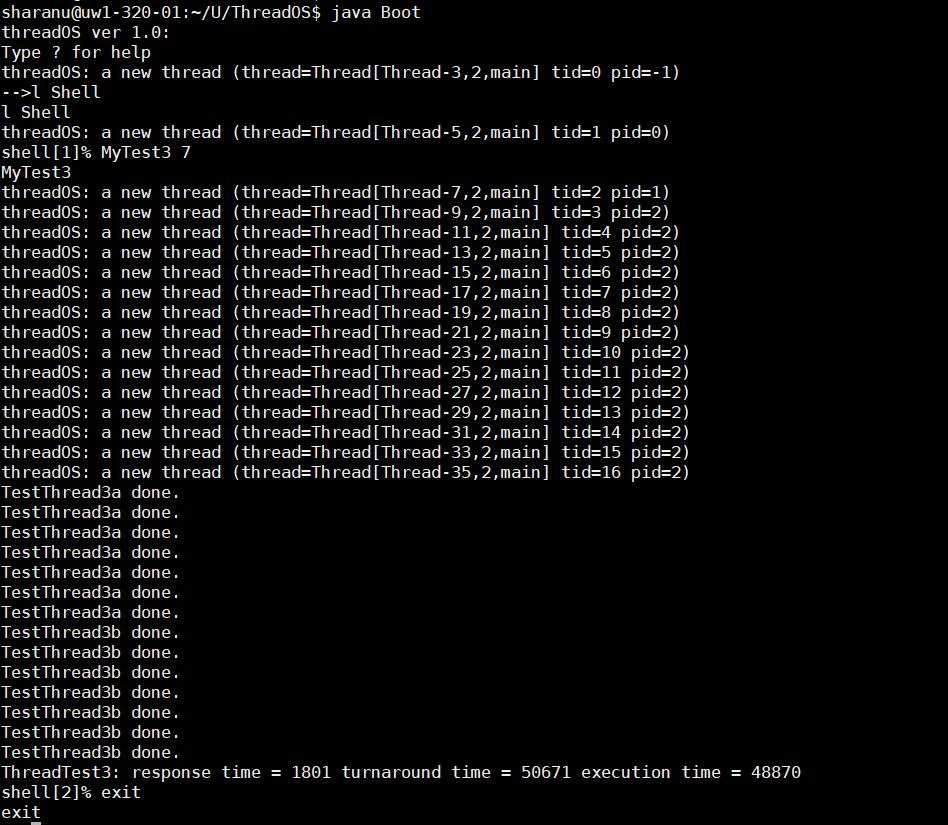 sharanu@uw1-320-01:~/U/ThreadOS$ java Boot
threadOS ver 1.0:
Type ? for help
threadOS: a new thread (thread=Thread[Thread-3,2,main] tid=0 pid=-1)
-->l Shell
l Shell
threadOS: a new thread (thread=Thread[Thread-5,2,main] tid=1 pid=0)
shell[1]% MyTest3 7
MyTest3
threadOS: a new thread (thread=Thread[Thread-7,2,main] tid=2 pid=1)
threadOS: a new thread (thread=Thread[Thread-9,2,main] tid=3 pid=2)
threadOS: a new thread (thread=Thread[Thread-11,2,main] tid=4 pid=2)
threadOS: a new thread (thread=Thread[Thread-13,2,main] tid=5 pid=2)
threadOS: a new thread (thread=Thread[Thread-15,2,main] tid=6 pid=2)
threadOS: a new thread (thread=Thread[Thread-17,2,main] tid=7 pid=2)
threadOS: a new thread (thread=Thread[Thread-19,2,main] tid=8 pid=2)
threadOS: a new thread (thread=Thread[Thread-21,2,main] tid=9 pid=2)
threadOS: a new thread (thread=Thread[Thread-23,2,main] tid=10 pid=2)
threadOS: a new thread (thread=Thread[Thread-25,2,main] tid=11 pid=2)
threadOS: a new thread (thread=Thread[Thread-27,2,main] tid=12 pid=2)
threadOS: a new thread (thread=Thread[Thread-29,2,main] tid=13 pid=2)
threadOS: a new thread (thread=Thread[Thread-31,2,main] tid=14 pid=2)
threadOS: a new thread (thread=Thread[Thread-33,2,main] tid=15 pid=2)
threadOS: a new thread (thread=Thread[Thread-35,2,main] tid=16 pid=2)
TestThread3a done.
TestThread3a done.
TestThread3a done.
TestThread3a done.
TestThread3a done.
TestThread3a done.
TestThread3a done.
TestThread3b done.
TestThread3b done.
TestThread3b done.
TestThread3b done.
TestThread3b done.
TestThread3b done.
TestThread3b done.
ThreadTest3: response time = 1801 turnaround time = 50671 execution time = 48870
shell[2]% exit
exit